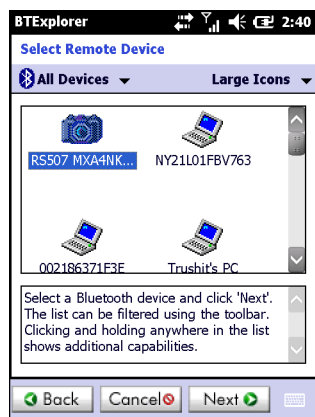 BTExplorer 2:40
Select Remote Device
All Devices Large Icons
RS507 MXA4NK... NY21L01FBV763
002186371F3E Trushit's PC
Select a Bluetooth device and click 'Next'.
The list can be filtered using the toolbar.
Clicking and holding anywhere in the list
shows additional capabilities.
Back Cancel Next